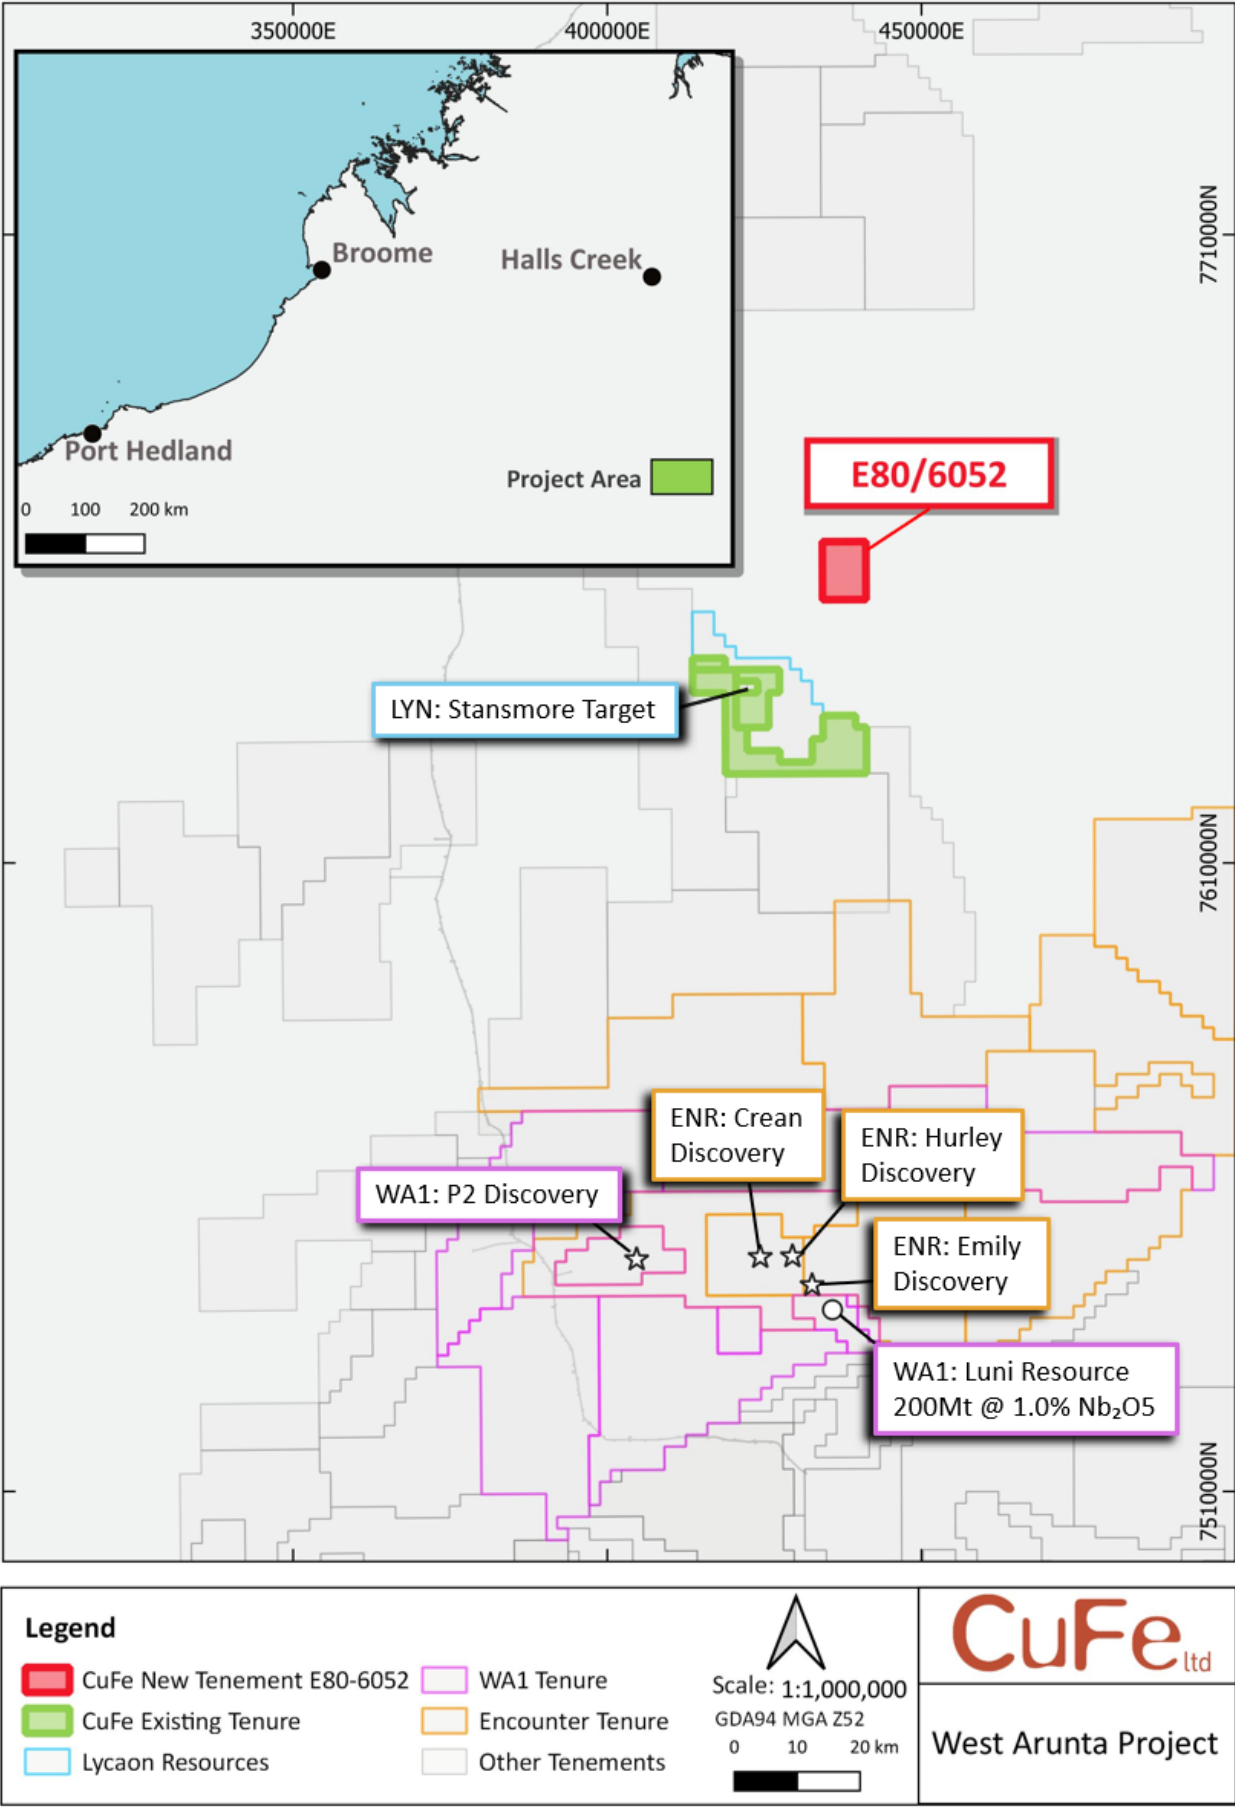 350000E 400000E 450000E
Broome
Halls Creek
Port Hedland
Project Area
0 100 200 km
7710000N
E80/6052
LYN: Stansmore Target
7610000N
ENR: Crean
Discovery
ENR: Hurley
Discovery
WA1: P2 Discovery
ENR: Emily
Discovery
WA1: Luni Resource
200Mt @ 1.0% Nb₂O5
7510000N
Legend
CuFe New Tenement E80-6052
CuFe Existing Tenure
Lycaon Resources
WA1 Tenure
Encounter Tenure
Other Tenements
Scale: 1:1,000,000
GDA94 MGA Z52
0 10 20 km
CuFe ltd
West Arunta Project